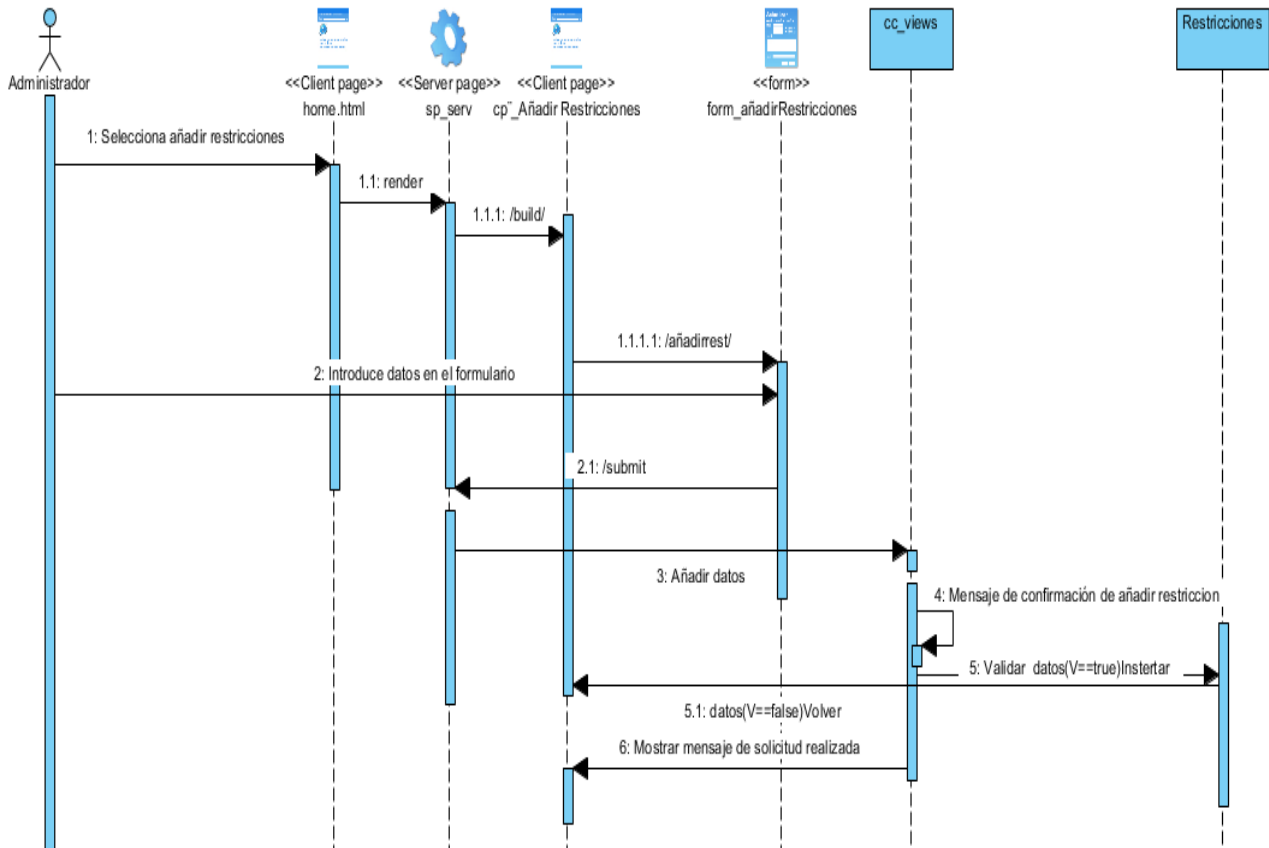 cc_views
Restricciones
Administrador
<<Client page>>
home.html
<<Server page>>
sp_serv
<<Client page>>
cp¨_Añadir Restricciones
<<form>>
form_añadirRestricciones
1: Selecciona añadir restricciones
1.1: render
1.1.1: /build/
1.1.1.1: /añadirrest/
2: Introduce datos en el formulario
2.1: /submit
3: Añadir datos
4: Mensaje de confirmación de añadir restriccion
5: Validar datos(V==true)Instertar
5.1: datos(V==false)Volver
6: Mostrar mensaje de solicitud realizada